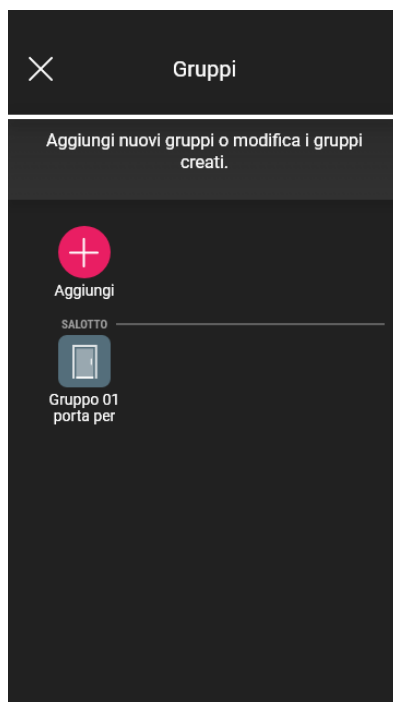 Gruppi
Aggiungi nuovi gruppi o modifica i gruppi
creati.
Aggiungi
SALOTTO
Gruppo 01
porta per